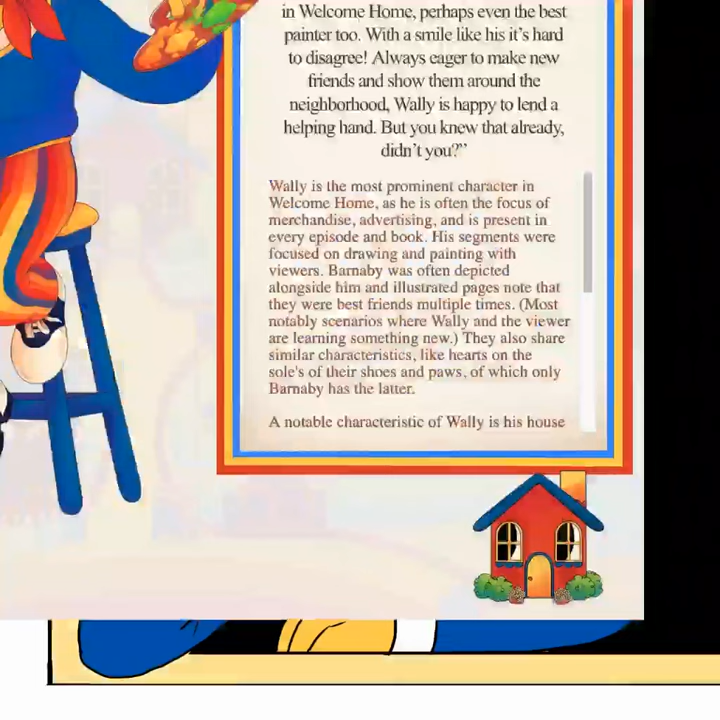 in Welcome Home, perhaps even the best
painter too. With a smile like his it's hard
to disagree! Always eager to make new
friends and show them around the
neighborhood, Wally is happy to lend a
helping hand. But you knew that already,
didn't you?"
Wally is the most prominent character in
Welcome Home, as he is often the focus of
merchandise, advertising, and is present in
every episode and book. His segments were
focused on drawing and painting with
viewers. Barnaby was often depicted
alongside him and illustrated pages note that
they were best friends multiple times. (Most
notably scenarios where Wally and the viewer
are learning something new.) They also share
similar characteristics, like hearts on the
sole's of their shoes and paws, of which only
Barnaby has the latter.
A notable characteristic of Wally is his house